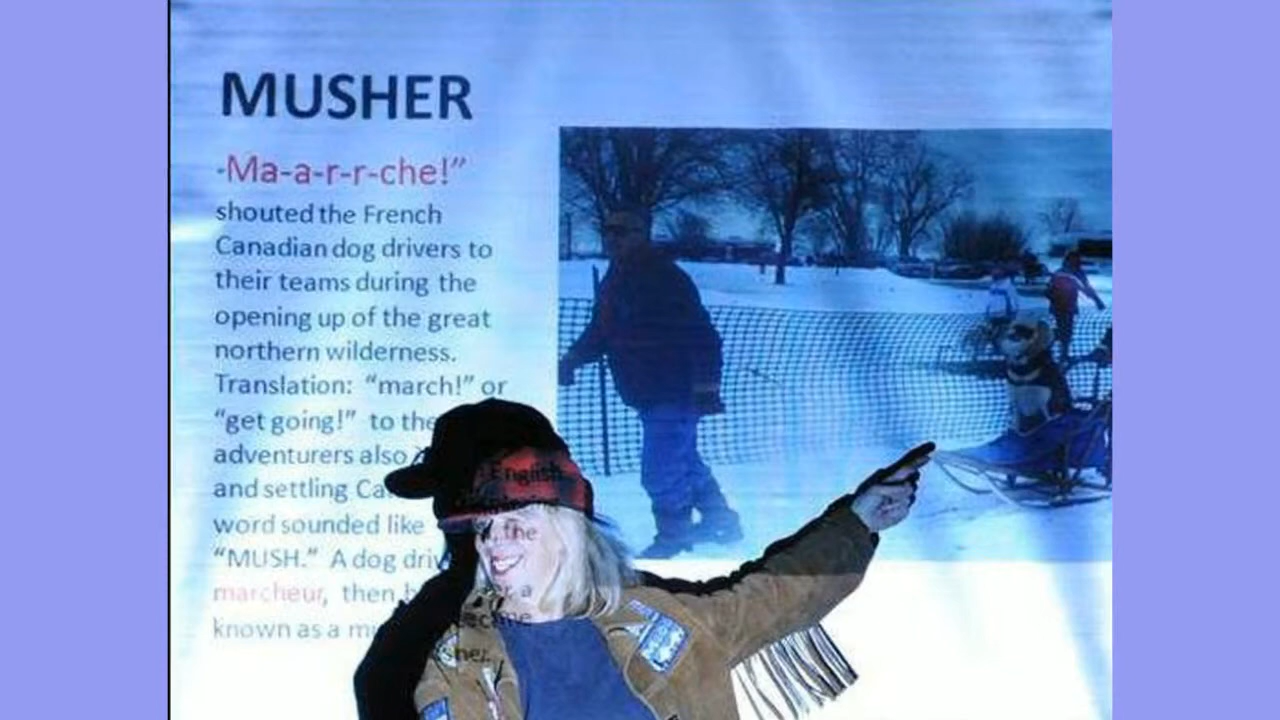 MUSHER
-Ma-a-r-r-che!”
shouted the French
Canadian dog drivers to
their teams during the
opening up of the great
northern wilderness.
Translation: “march!” or
“get going!” to the
adventurers also
and settling
English
word sounded like
the
“MUSH.” A dog
marcheur, then
a
known as a